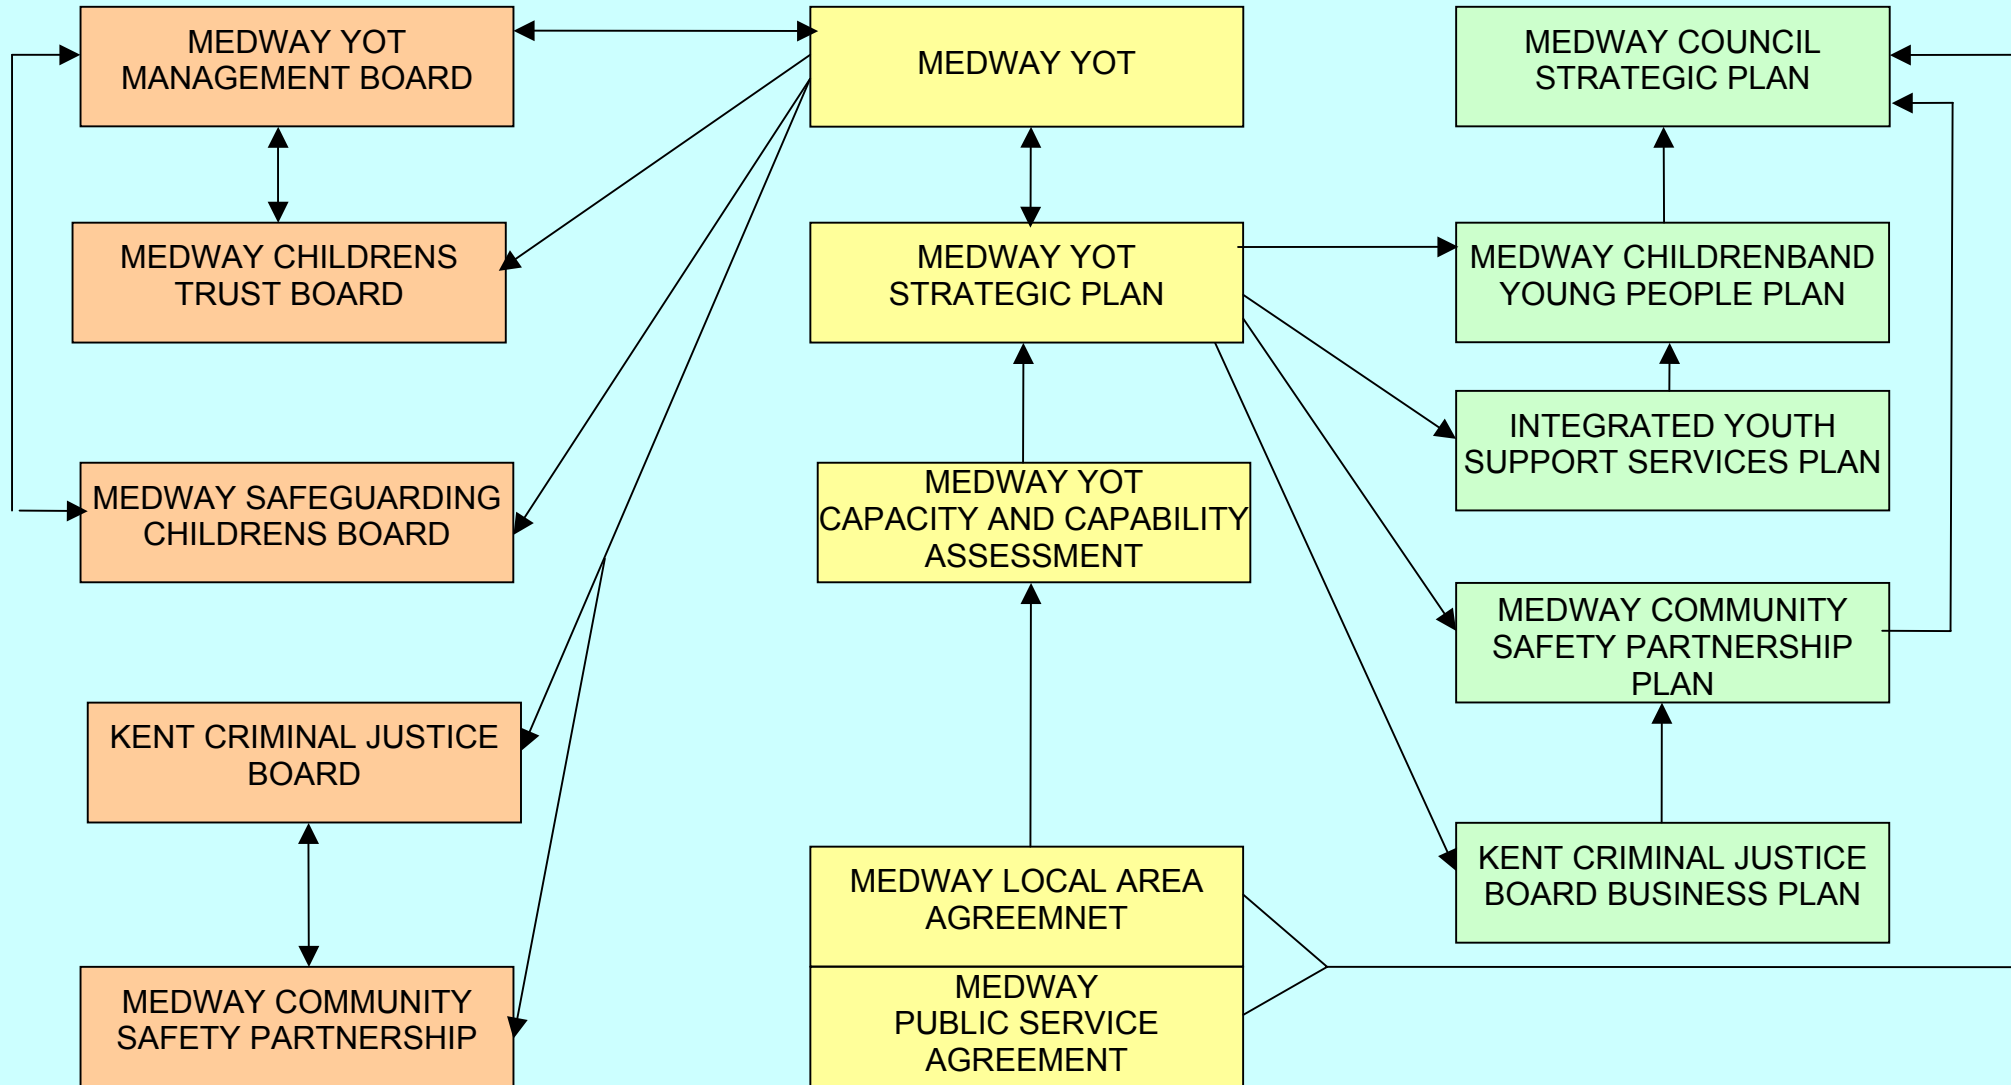 MEDWAY YOT
MANAGEMENT BOARD
MEDWAY YOT
MEDWAY COUNCIL
STRATEGIC PLAN
MEDWAY CHILDRENS
TRUST BOARD
MEDWAY YOT
STRATEGIC PLAN
MEDWAY CHILDRENBAND
YOUNG PEOPLE PLAN
INTEGRATED YOUTH
SUPPORT SERVICES PLAN
MEDWAY SAFEGUARDING
CHILDRENS BOARD
MEDWAY YOT
CAPACITY AND CAPABILITY
ASSESSMENT
MEDWAY COMMUNITY
SAFETY PARTNERSHIP
PLAN
KENT CRIMINAL JUSTICE
BOARD
MEDWAY LOCAL AREA
AGREEMNET
KENT CRIMINAL JUSTICE
BOARD BUSINESS PLAN
MEDWAY COMMUNITY
SAFETY PARTNERSHIP
MEDWAY
PUBLIC SERVICE
AGREEMENT